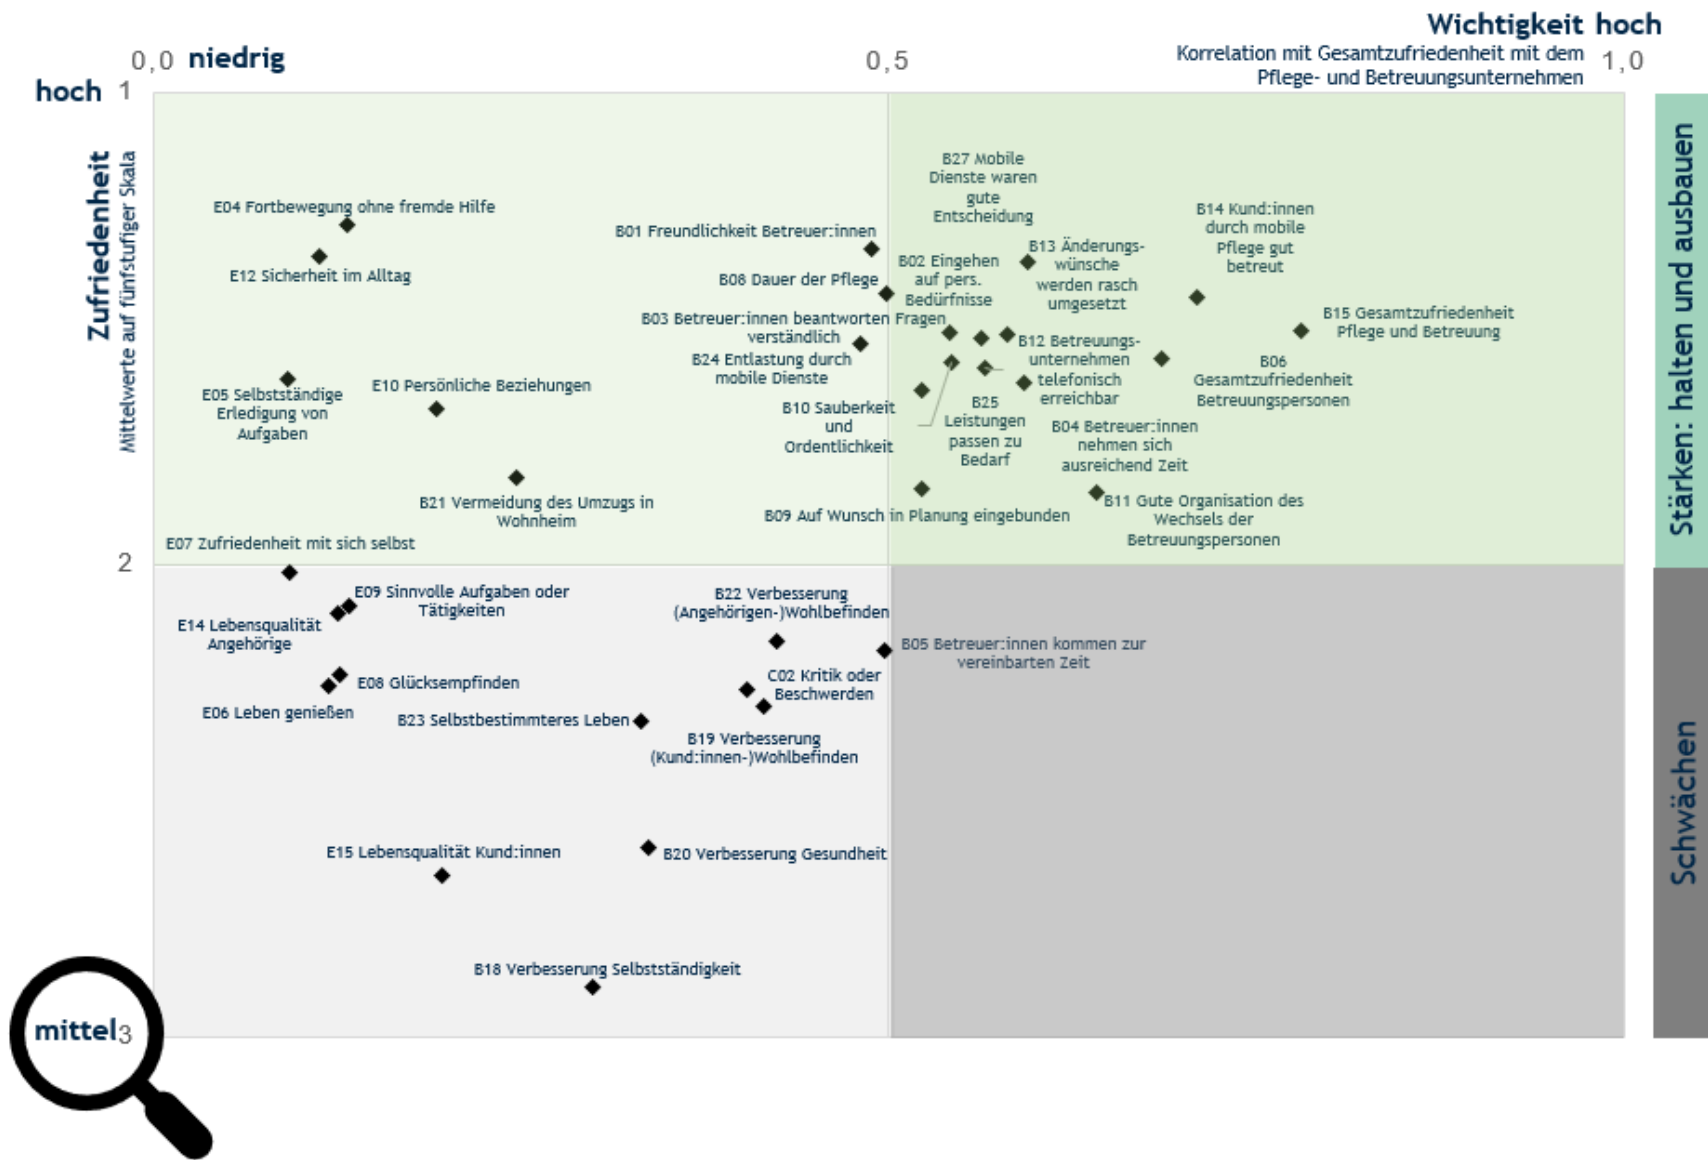 Wichtigkeit hoch
Korrelation mit Gesamtzufriedenheit mit dem
Pflege- und Betreuungsunternehmen
0,0 niedrig
0,5
1,0
hoch 1
Zufriedenheit
Mittelwerte auf fünfstufiger Skala
Stärken: halten und ausbauen
B27 Mobile
Dienste waren
gute
Entscheidung
E04 Fortbewegung ohne fremde Hilfe
B14 Kund:innen
durch mobile
Pflege gut
betreut
B01 Freundlichkeit Betreuer:innen
B13 Änderungs-
wünsche
werden rasch
umgesetzt
B02 Eingehen
auf pers.
Bedürfnisse
E12 Sicherheit im Alltag
B08 Dauer der Pflege
B03 Betreuer:innen beantworten Fragen
verständlich
B15 Gesamtzufriedenheit
Pflege und Betreuung
B12 Betreuungs-
unternehmen
telefonisch
erreichbar
B24 Entlastung durch
mobile Dienste
B06
Gesamtzufriedenheit
Betreuungspersonen
E05 Selbstständige
Erledigung von
Aufgaben
E10 Persönliche Beziehungen
B10 Sauberkeit
und
Ordentlichkeit
B25
Leistungen
passen zu
Bedarf
B04 Betreuer:innen
nehmen sich
ausreichend Zeit
B21 Vermeidung des Umzugs in
Wohnheim
B09 Auf Wunsch in Planung eingebunden
B11 Gute Organisation des
Wechsels der
Betreuungspersonen
E07 Zufriedenheit mit sich selbst
2
E09 Sinnvolle Aufgaben oder
Tätigkeiten
B22 Verbesserung
(Angehörigen-)Wohlbefinden
E14 Lebensqualität
Angehörige
B05 Betreuer:innen kommen zur
vereinbarten Zeit
C02 Kritik oder
Beschwerden
E08 Glücksempfinden
E06 Leben genießen
B23 Selbstbestimmteres Leben
B19 Verbesserung
(Kund:innen-)Wohlbefinden
Schwächen
E15 Lebensqualität Kund:innen
B20 Verbesserung Gesundheit
B18 Verbesserung Selbstständigkeit
mittel 3